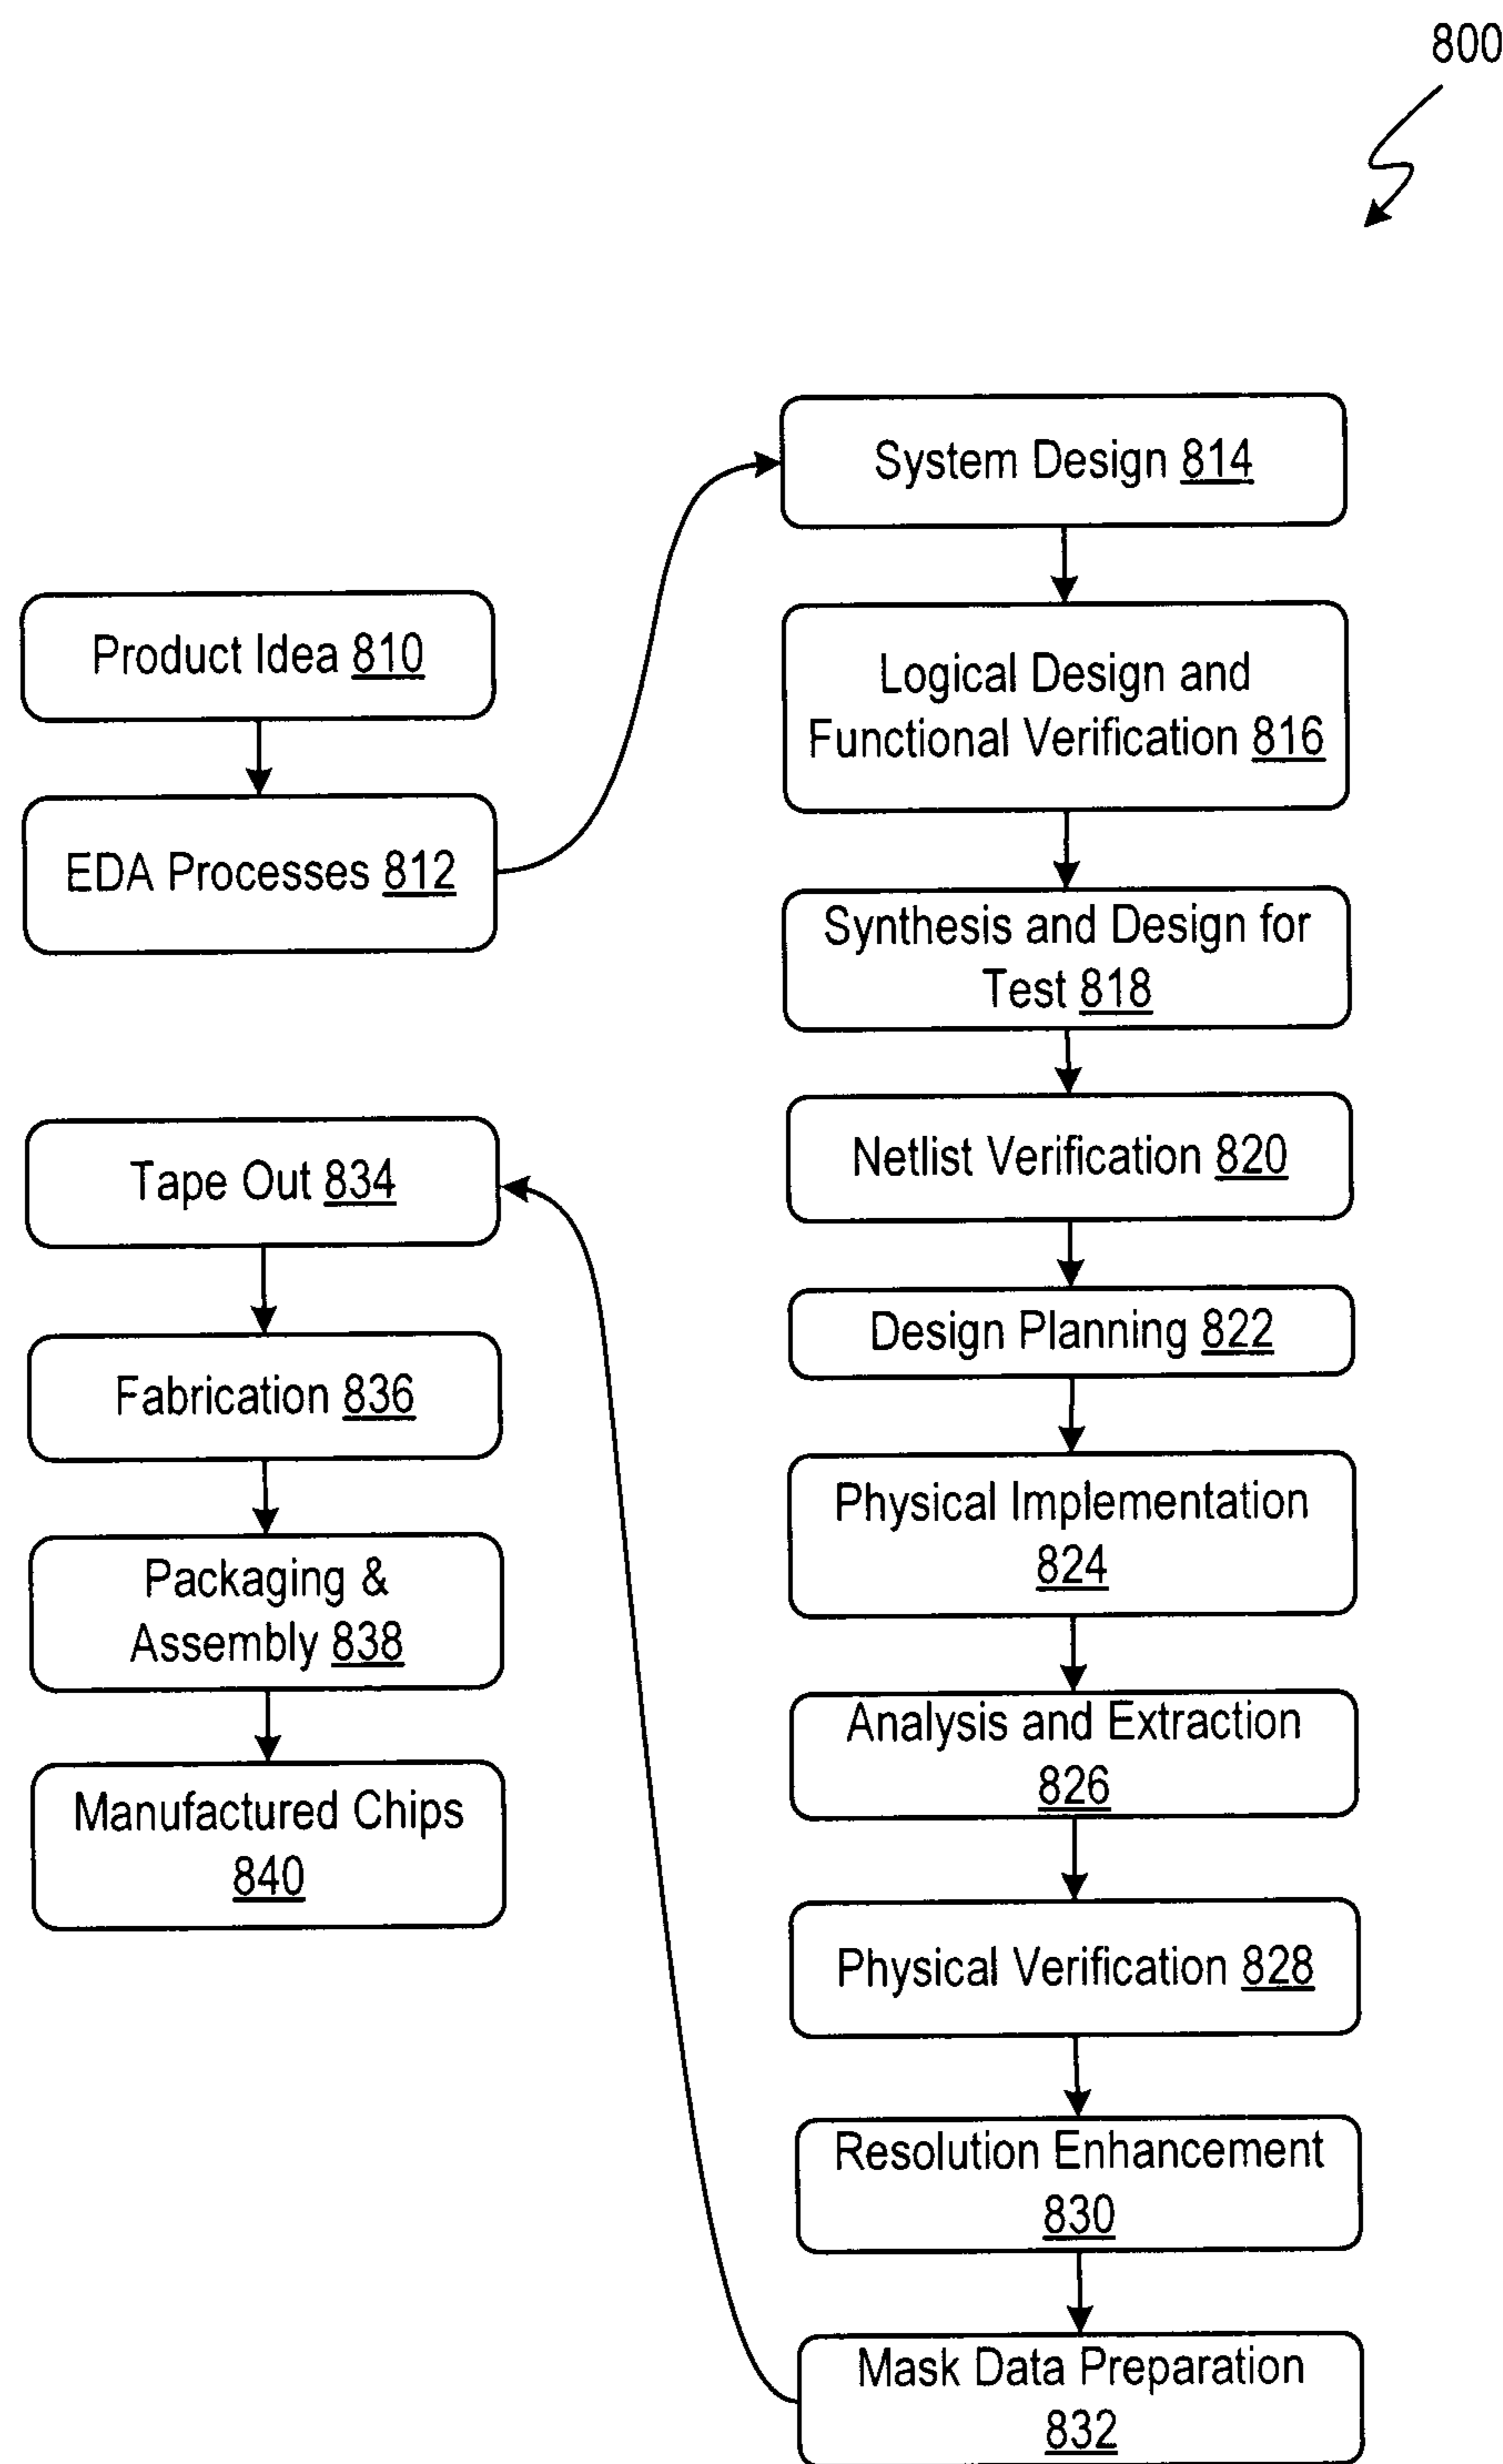 800
Product Idea 810
EDA Processes 812
System Design 814
Logical Design and
Functional Verification 816
Synthesis and Design for
Test 818
Netlist Verification 820
Design Planning 822
Physical Implementation
824
Analysis and Extraction
826
Physical Verification 828
Resolution Enhancement
830
Mask Data Preparation
832
Tape Out 834
Fabrication 836
Packaging &
Assembly 838
Manufactured Chips
840